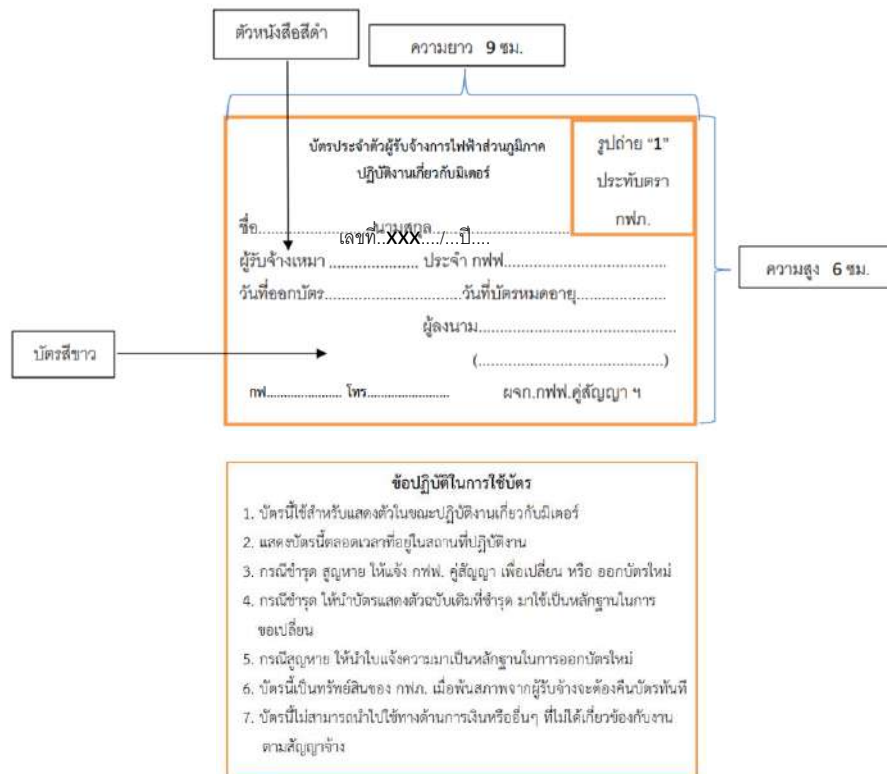 ตัวหนังสือสีดำ
ความยาว 9 ซม.
บัตรประจำตัวผู้รับจ้างการไฟฟ้าส่วนภูมิภาค
ปฏิบัติงานเกี่ยวกับมิเตอร์
รูปถ่าย "1"
ประทับตรา
กฟภ.
ชื่อ..............................นามสกุล....................................
เลขที่..XXX..../...ปี....
ผู้รับจ้างเหมา ...................... ประจำ กฟฟ........................................
วันที่ออกบัตร..................................วันที่บัตรหมดอายุ......................
ผู้ลงนาม.................................................
(...............................................)
กฟ....................... โทร.........................
ผจก.กฟฟ.คู่สัญญา ฯ
ความสูง 6 ซม.
บัตรสีขาว
ข้อปฏิบัติในการใช้บัตร
1. บัตรนี้ใช้สำหรับแสดงตัวในขณะปฏิบัติงานเกี่ยวกับมิเตอร์
2. แสดงบัตรนี้ตลอดเวลาที่อยู่ในสถานที่ปฏิบัติงาน
3. กรณีชำรุด สูญหาย ให้แจ้ง กฟฟ. คู่สัญญา เพื่อเปลี่ยน หรือ ออกบัตรใหม่
4. กรณีชำรุด ให้นำบัตรแสดงตัวฉบับเดิมที่ชำรุด มาใช้เป็นหลักฐานในการ
ขอเปลี่ยน
5. กรณีสูญหาย ให้นำใบแจ้งความมาเป็นหลักฐานในการออกบัตรใหม่
6. บัตรนี้เป็นทรัพย์สินของ กฟภ. เมื่อพ้นสภาพจากผู้รับจ้างจะต้องคืนบัตรทันที
7. บัตรนี้ไม่สามารถนำไปใช้ทางด้านการเงินหรืออื่นๆ ที่ไม่ได้เกี่ยวข้องกับงาน
ตามสัญญาจ้าง